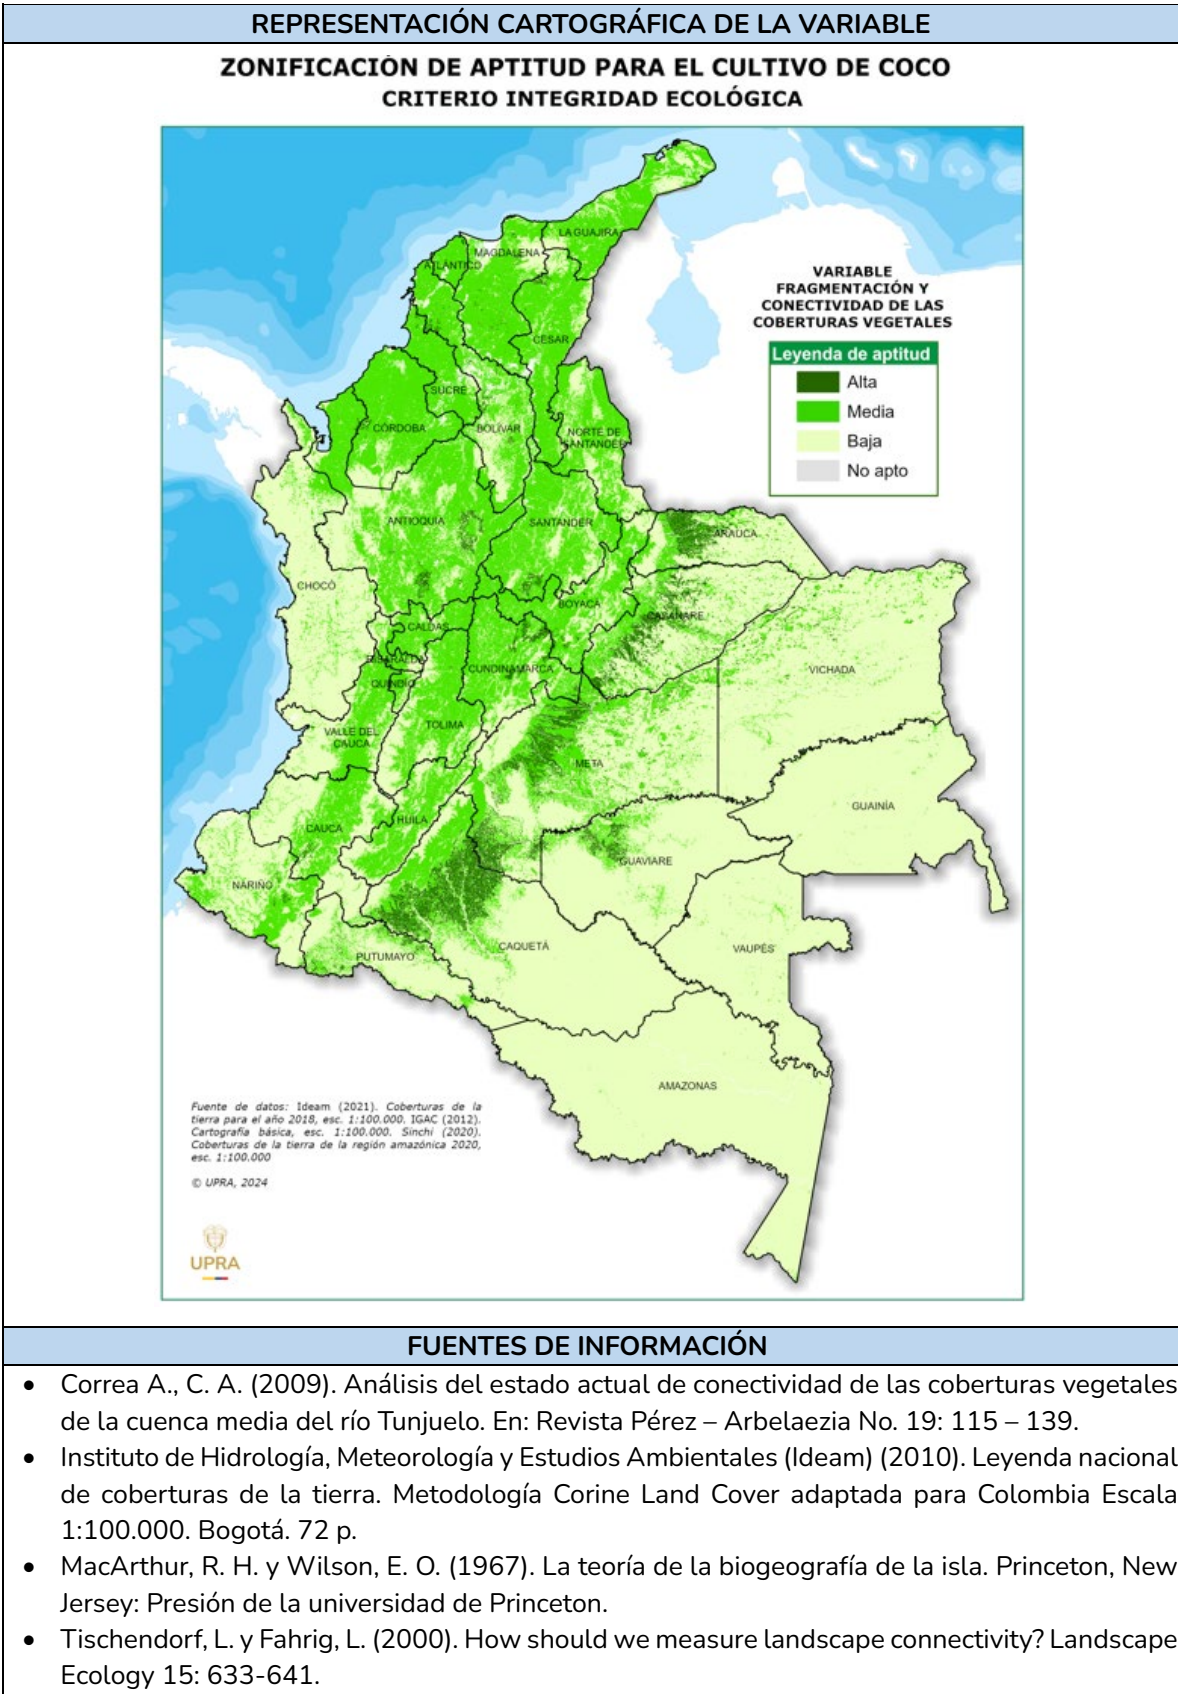 REPRESENTACIÓN CARTOGRÁFICA DE LA VARIABLE
ZONIFICACIÓN DE APTITUD PARA EL CULTIVO DE COCO
CRITERIO INTEGRIDAD ECOLÓGICA
LA GUAJIRA
MAGDALENA
ATLÁNTICO
VARIABLE
FRAGMENTACIÓN Y
CONECTIVIDAD DE LAS
COBERTURAS VEGETALES
Leyenda de aptitud
Alta
Media
Baja
No apto
CESAR
SUCRE
CÓRDOBA
BOLÍVAR
NORTE DE
SANTANDER
ANTIOQUIA
SANTANDER
ARAUCA
CHOCÓ
BOYACÁ
CASANARE
CALDAS
RISARALDA
CUNDINAMARCA
VICHADA
QUINDÍO
TOLIMA
VALLE DEL
CAUCA
META
GUAINÍA
HUILA
CAUCA
GUAVIARE
NARIÑO
CAQUETÁ
VAUPÉS
PUTUMAYO
AMAZONAS
Fuente de datos: Ideam (2021). Coberturas de la
tierra para el año 2018, esc. 1:100.000. IGAC (2012).
Cartografía básica, esc. 1:100.000. Sinchi (2020).
Coberturas de la tierra de la región amazónica 2020,
esc. 1:100.000
© UPRA, 2024
UPRA
FUENTES DE INFORMACIÓN
• Correa A., C. A. (2009). Análisis del estado actual de conectividad de las coberturas vegetales
de la cuenca media del río Tunjuelo. En: Revista Pérez – Arbelaezia No. 19: 115 – 139.
• Instituto de Hidrología, Meteorología y Estudios Ambientales (Ideam) (2010). Leyenda nacional
de coberturas de la tierra. Metodología Corine Land Cover adaptada para Colombia Escala
1:100.000. Bogotá. 72 p.
• MacArthur, R. H. y Wilson, E. O. (1967). La teoría de la biogeografía de la isla. Princeton, New
Jersey: Presión de la universidad de Princeton.
• Tischendorf, L. y Fahrig, L. (2000). How should we measure landscape connectivity? Landscape
Ecology 15: 633-641.